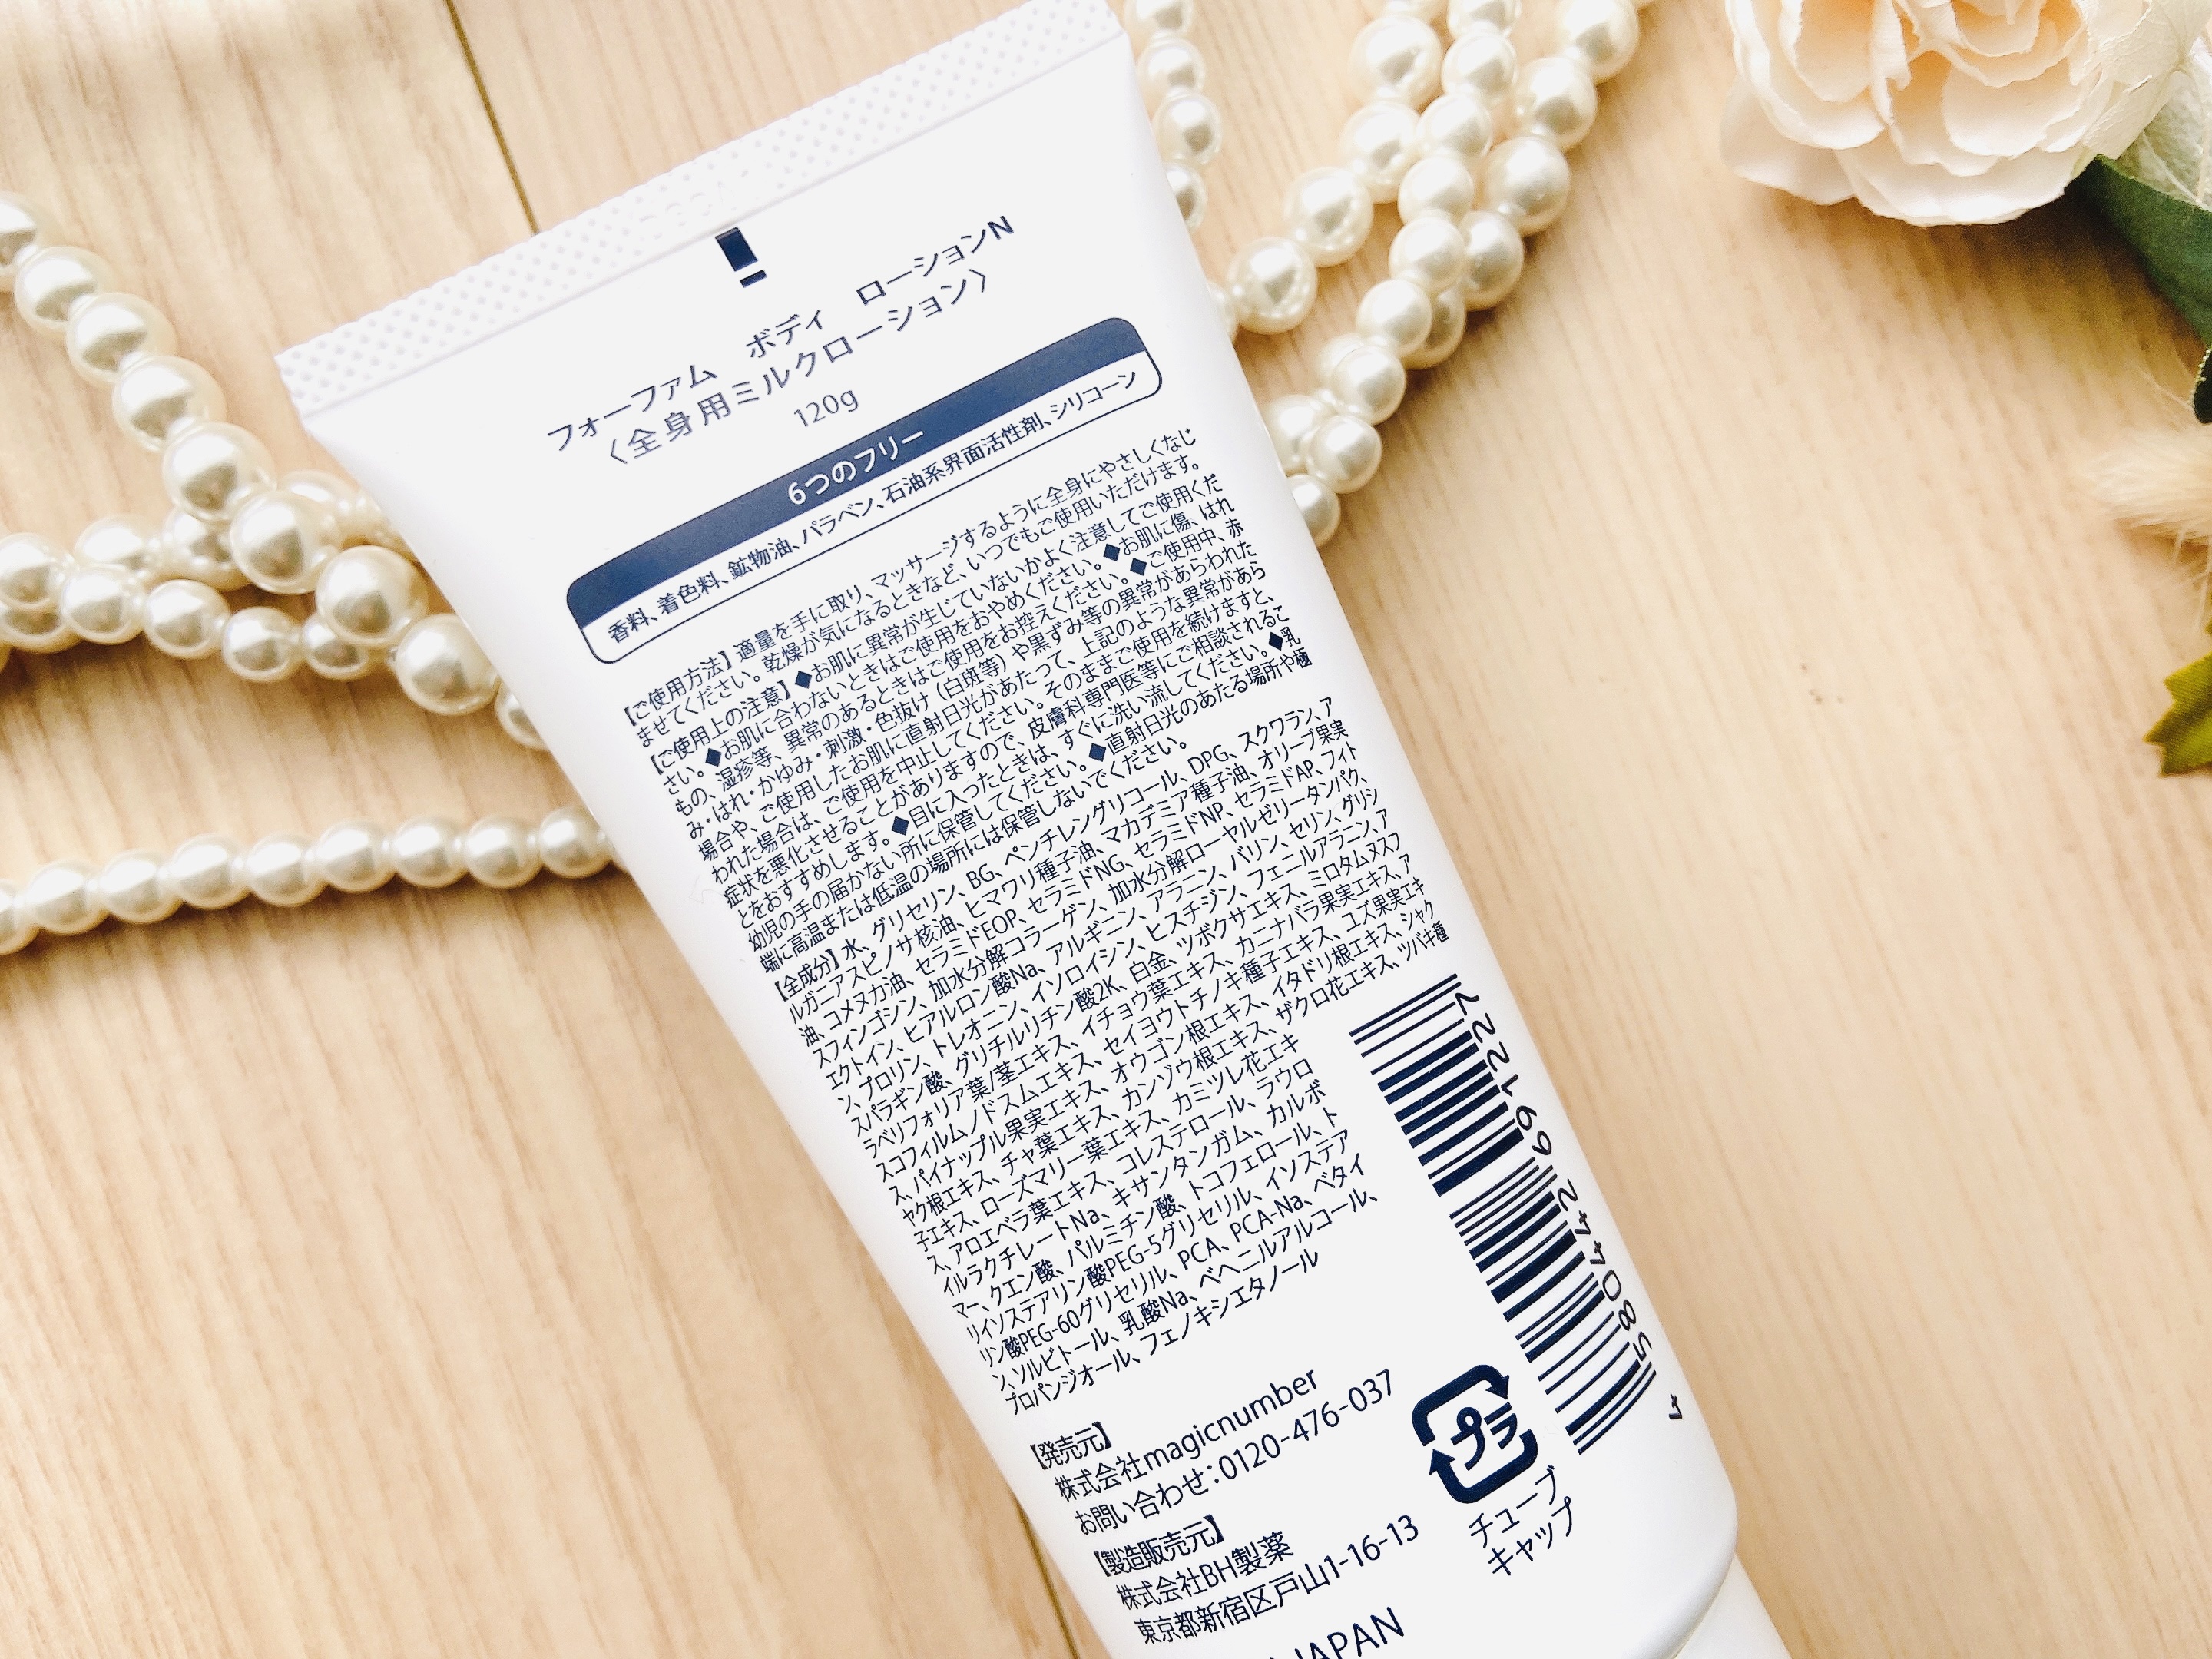 フォーファム ボディ ローションN
〈全身用ミルクローション〉
120g
6つのフリー
香料、着色料、鉱物油、パラベン、石油系界面活性剤、シリコーン
【ご使用方法】適量を手に取り、マッサージするように全身にやさしくなじ
ませてください。乾燥が気になるときなど、いつでもご使用いただけます。
【ご使用上の注意】◆お肌に異常が生じていないかよく注意してご使用くだ
さい。◆お肌に合わないときはご使用をおやめください。◆お肌に傷、はれ
もの、湿疹等、異常のあるときはご使用をお控えください。◆ご使用中、赤
み・はれ・かゆみ・刺激・色抜け（白斑等）や黒ずみ等の異常があらわれた
場合や、ご使用したお肌に直射日光があたって、上記のような異常があら
われた場合は、ご使用を中止してください。そのままご使用を続けますと、
症状を悪化させることがありますので、皮膚科専門医等にご相談されるこ
とをおすすめします。◆目に入ったときは、すぐに洗い流してください。◆乳
幼児の手の届かない所に保管してください。◆直射日光のあたる場所や極
端に高温または低温の場所には保管しないでください。
【全成分】水、グリセリン、BG、ペンチレングリコール、DPG、スクワラン、ア
ルガニアスピノサ核油、ヒマワリ種子油、マカデミア種子油、オリーブ果実
油、コメヌカ油、セラミドEOP、セラミドNG、セラミドNP、セラミドAP、フィト
スフィンゴシン、加水分解コラーゲン、加水分解ローヤルゼリータンパク、
エクトイン、ヒアルロン酸Na、アルギニン、アラニン、バリン、セリン、グリシ
ン、プロリン、トレオニン、イソロイシン、ヒスチジン、フェニルアラニン、ア
スパラギン酸、グリチルリチン酸2K、白金、ツボクサエキス、ミロタムヌスフ
ラベリフォリア葉/茎エキス、イチョウ葉エキス、カニナバラ果実エキス、ア
スコフィルムノドスムエキス、セイヨウトチノキ種子エキス、ユズ果実エキ
ス、パイナップル果実エキス、オウゴン根エキス、イタドリ根エキス、シャク
ヤク根エキス、チャ葉エキス、カンゾウ根エキス、ザクロ花エキス、ツバキ種
子エキス、ローズマリー葉エキス、カミツレ花エキ
ス、アロエベラ葉エキス、コレステロール、ラウロ
イルラクチレートNa、キサンタンガム、カルボ
マー、クエン酸、パルミチン酸、トコフェロール、ト
リイソステアリン酸PEG-5グリセリル、イソステア
リン酸PEG-60グリセリル、PCA、PCA-Na、ベタイ
ン、ソルビトール、乳酸Na、ベヘニルアルコール、
プロパンジオール、フェノキシエタノール
4 580442 691227
【発売元】
株式会社magicnumber
お問い合わせ：0120-476-037
【製造販売元】
株式会社BH製薬
東京都新宿区戸山1-16-13
JAPAN
プラ
チューブ
キャップ